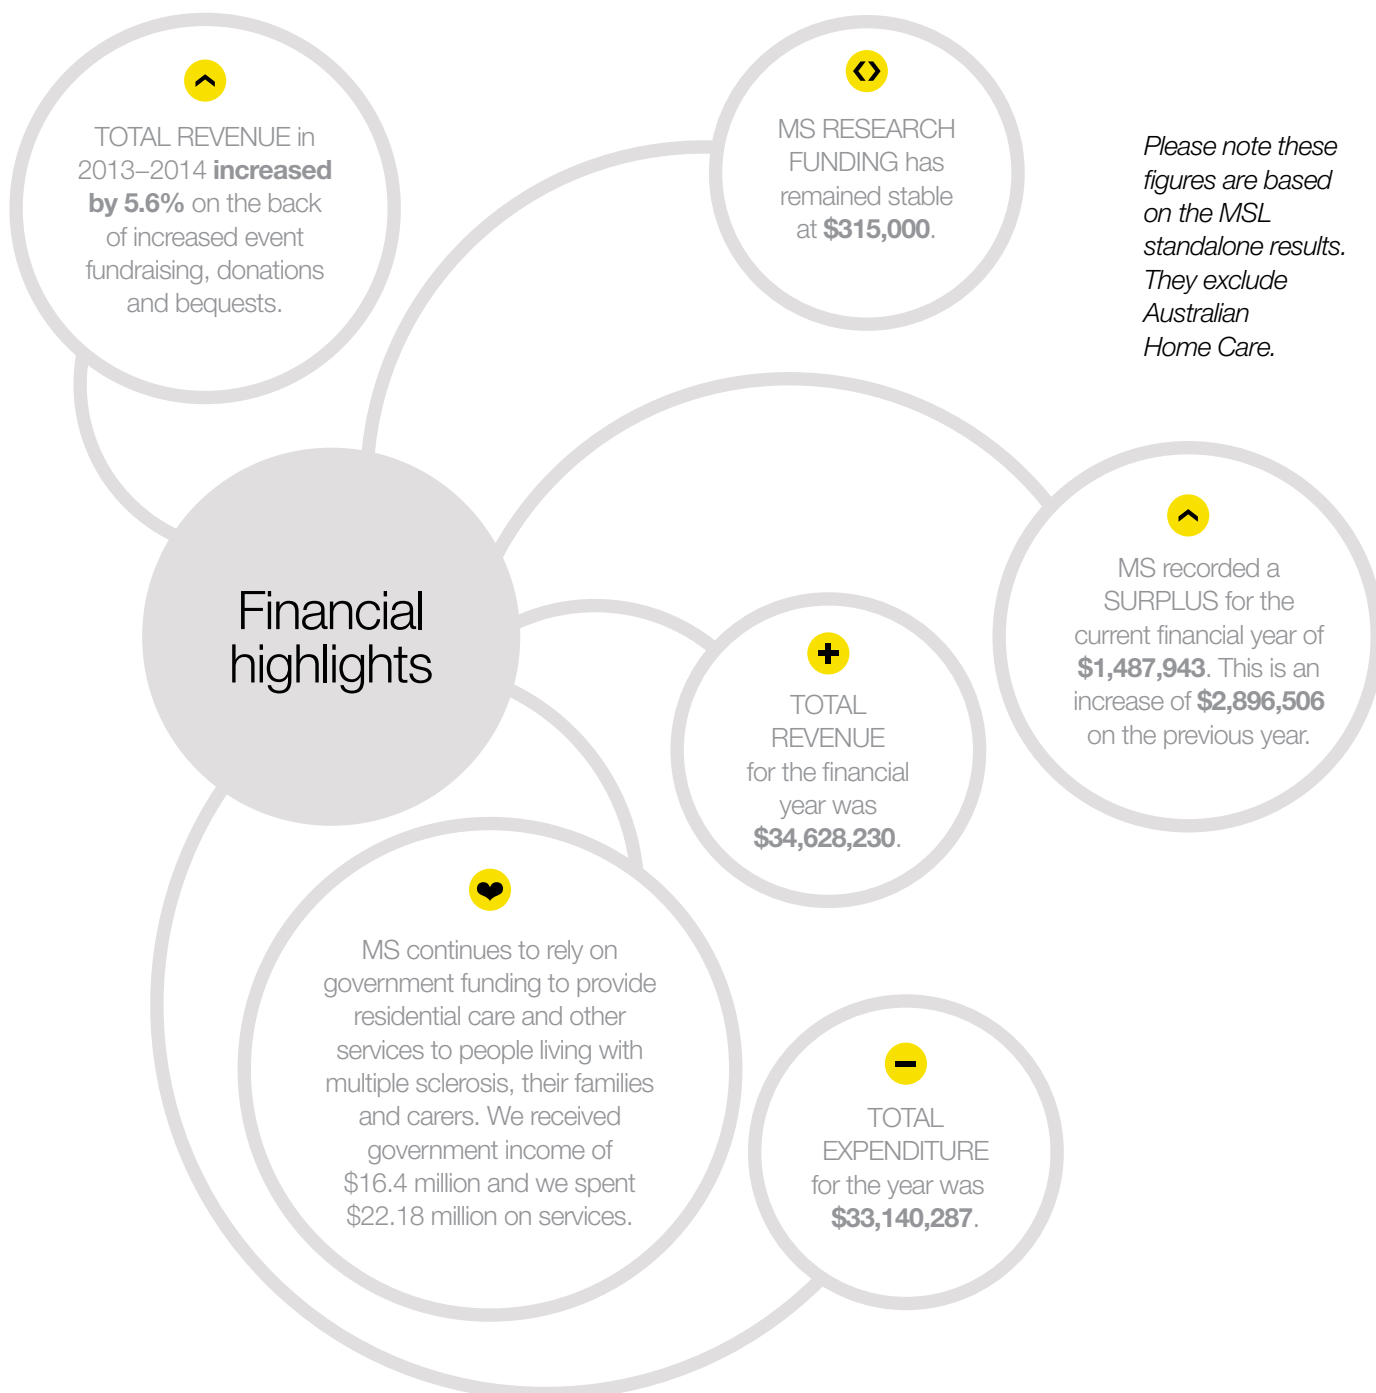 TOTAL REVENUE in
2013–2014 increased
by 5.6% on the back
of increased event
fundraising, donations
and bequests.
MS RESEARCH
FUNDING has
remained stable
at $315,000.
Please note these
figures are based
on the MSL
standalone results.
They exclude
Australian
Home Care.
Financial
highlights
MS recorded a
SURPLUS for the
current financial year of
$1,487,943. This is an
increase of $2,896,506
on the previous year.
TOTAL
REVENUE
for the financial
year was
$34,628,230.
MS continues to rely on
government funding to provide
residential care and other
services to people living with
multiple sclerosis, their families
and carers. We received
government income of
$16.4 million and we spent
$22.18 million on services.
TOTAL
EXPENDITURE
for the year was
$33,140,287.